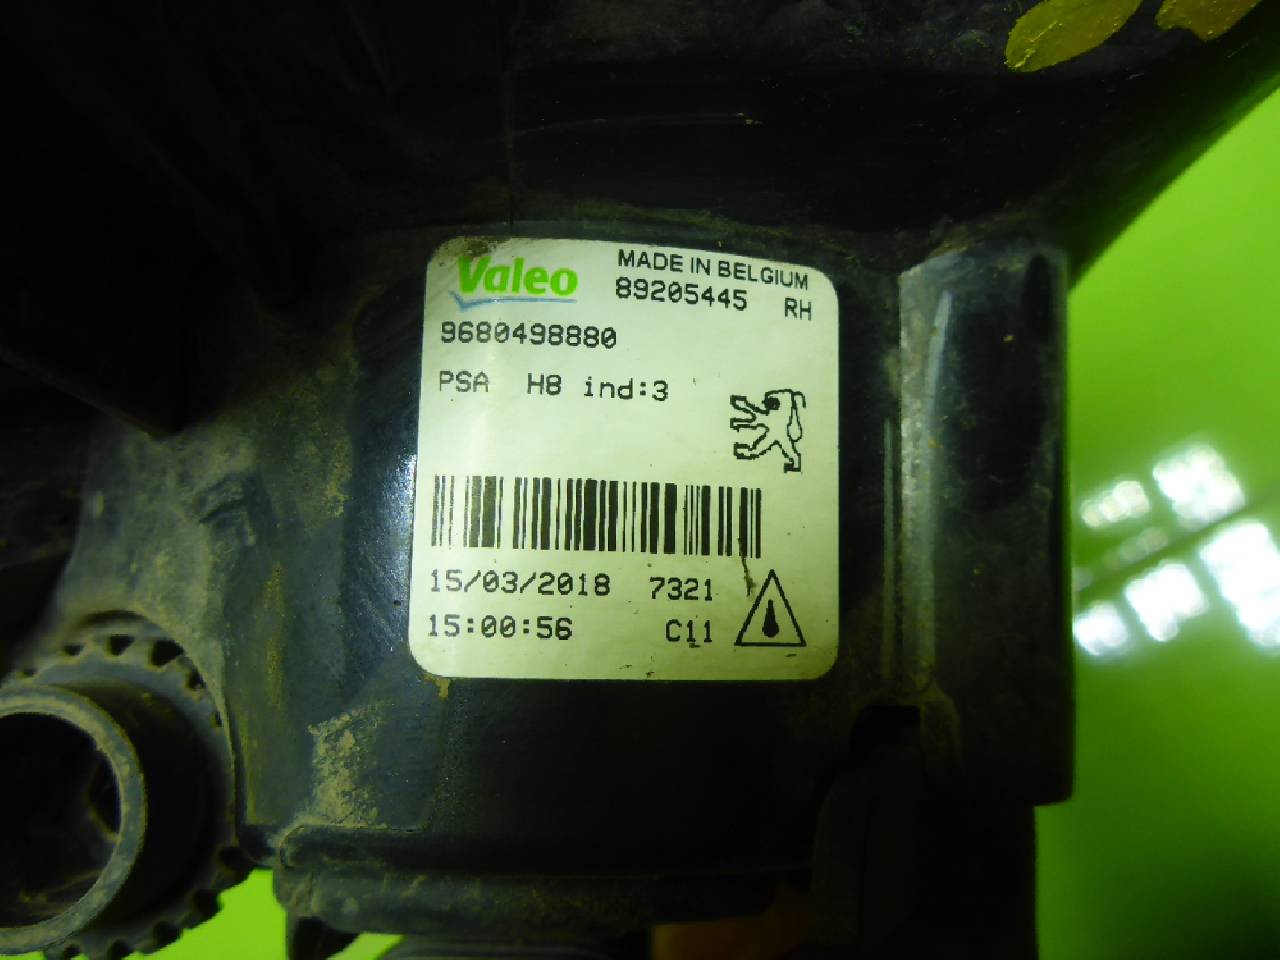 Valeo MADE IN BELGIUM
89205445 RH
9680498880
PSA H8 ind:3
15/03/2018 7321
15:00:56 C11